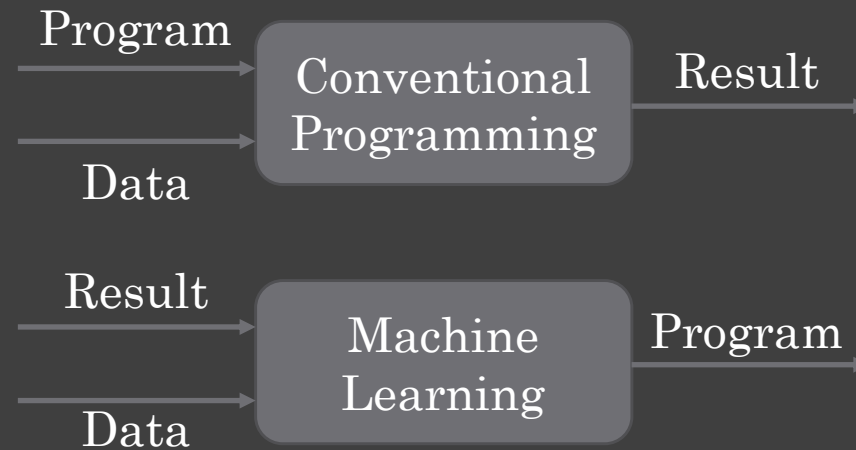 Program
Conventional
Programming
Result
Data
Result
Machine
Learning
Program
Data